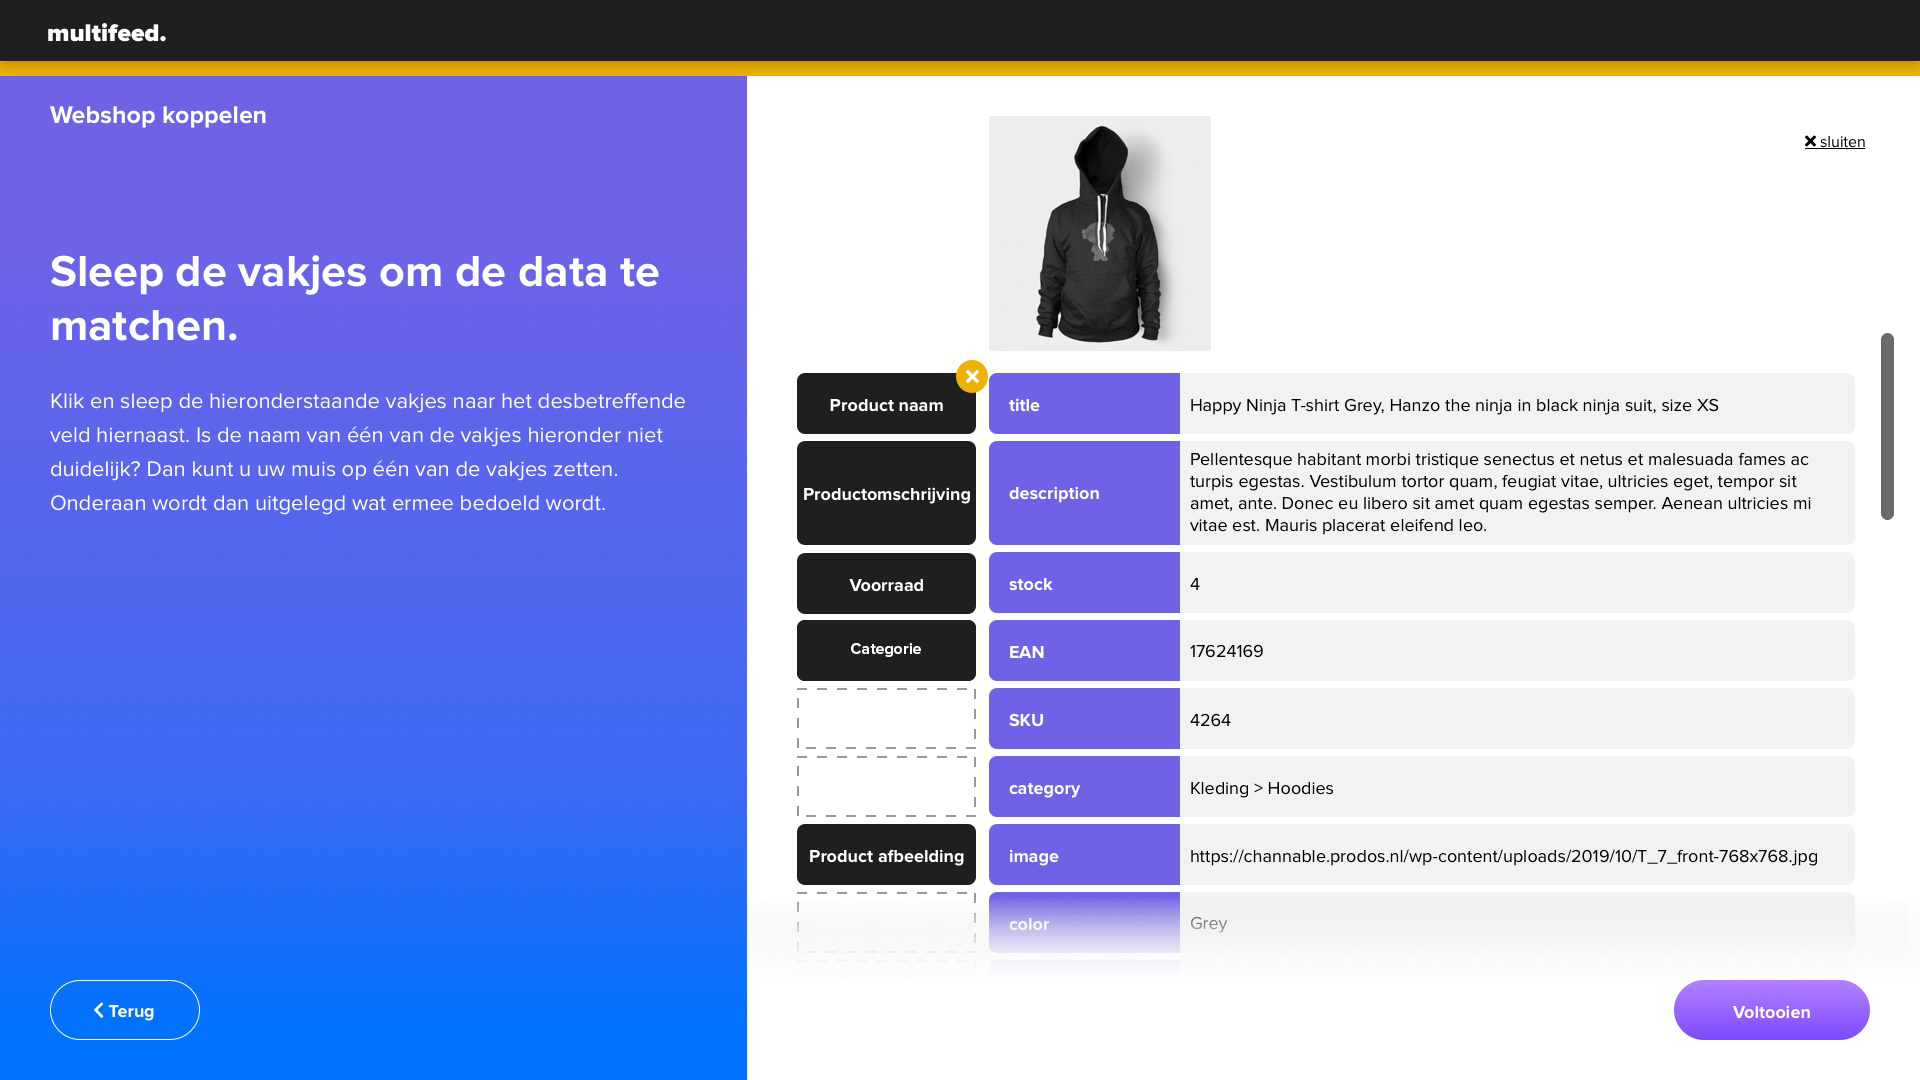 multifeed.
Webshop koppelen
Sleep de vakjes om de data te
matchen.
Klik en sleep de hieronderstaande vakjes naar het desbetreffende
veld hiernaast. Is de naam van één van de vakjes hieronder niet
duidelijk? Dan kunt u uw muis op één van de vakjes zetten.
Onderaan wordt dan uitgelegd wat ermee bedoeld wordt.
Terug
sluiten
Product naam title Happy Ninja T-shirt Grey, Hanzo the ninja in black ninja suit, size XS
Productomschrijving description
Pellentesque habitant morbi tristique senectus et netus et malesuada fames ac
turpis egestas. Vestibulum tortor quam, feugiat vitae, ultricies eget, tempor sit
amet, ante. Donec eu libero sit amet quam egestas semper. Aenean ultricies mi
vitae est. Mauris placerat eleifend leo.
Voorraad stock 4
Categorie EAN 17624169
SKU 4264
category Kleding > Hoodies
Product afbeelding image https://channable.prodos.nl/wp-content/uploads/2019/10/T_7_front-768x768.jpg
color Grey
Voltooien